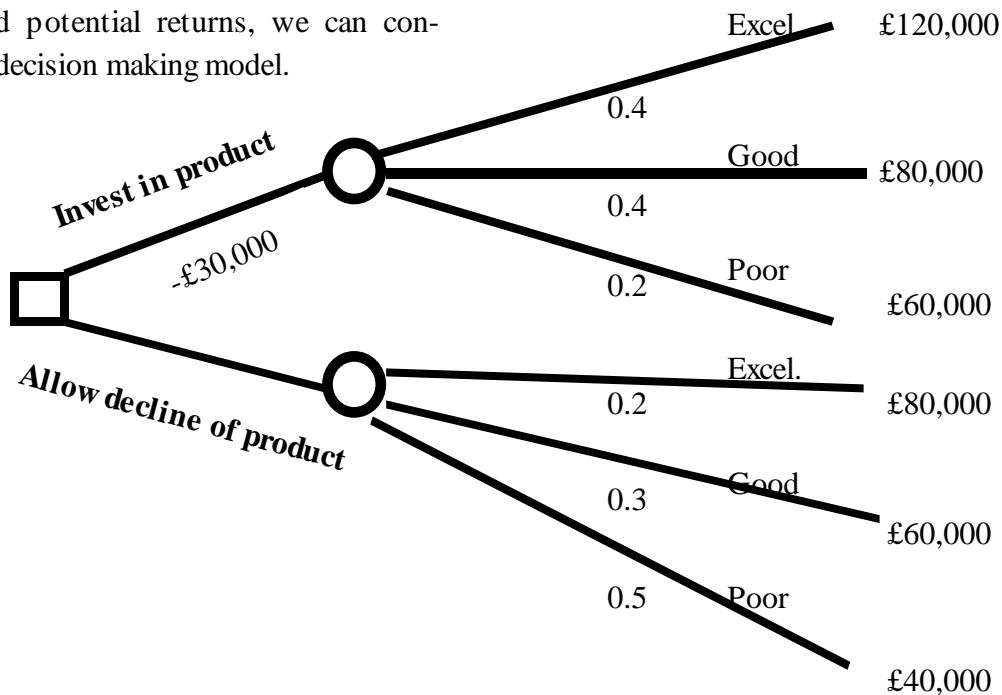 d potential returns, we can con-
decision making model.
Excel
£120,000
0.4
Invest in product
Good
£80,000
0.4
-£30,000
Poor
0.2
£60,000
Excel.
£80,000
0.2
Allow decline of product
Good
0.3
£60,000
0.5
Poor
£40,000